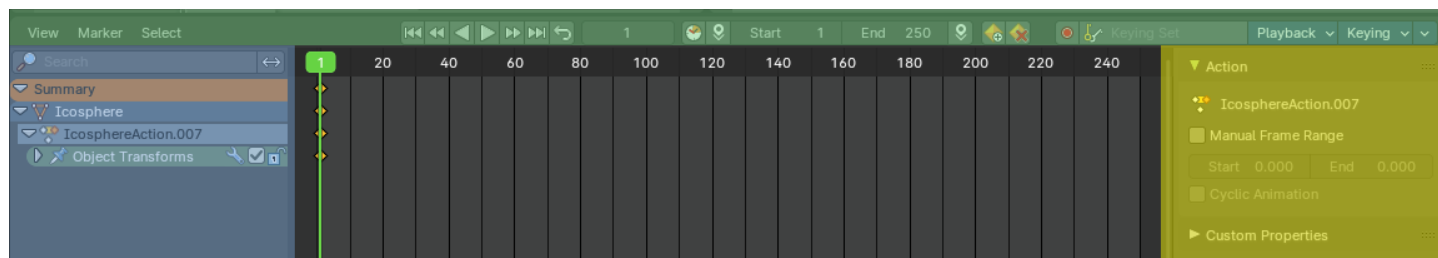 View Marker Select 1 Start 1 End 250 Keying Set Playback Keying
Search 1 20 40 60 80 100 120 140 160 180 200 220 240 Action
Summary
Icosphere IcosphereAction.007
IcosphereAction.007 Manual Frame Range
Object Transforms Start 0.000 End 0.000
Cyclic Animation
Custom Properties